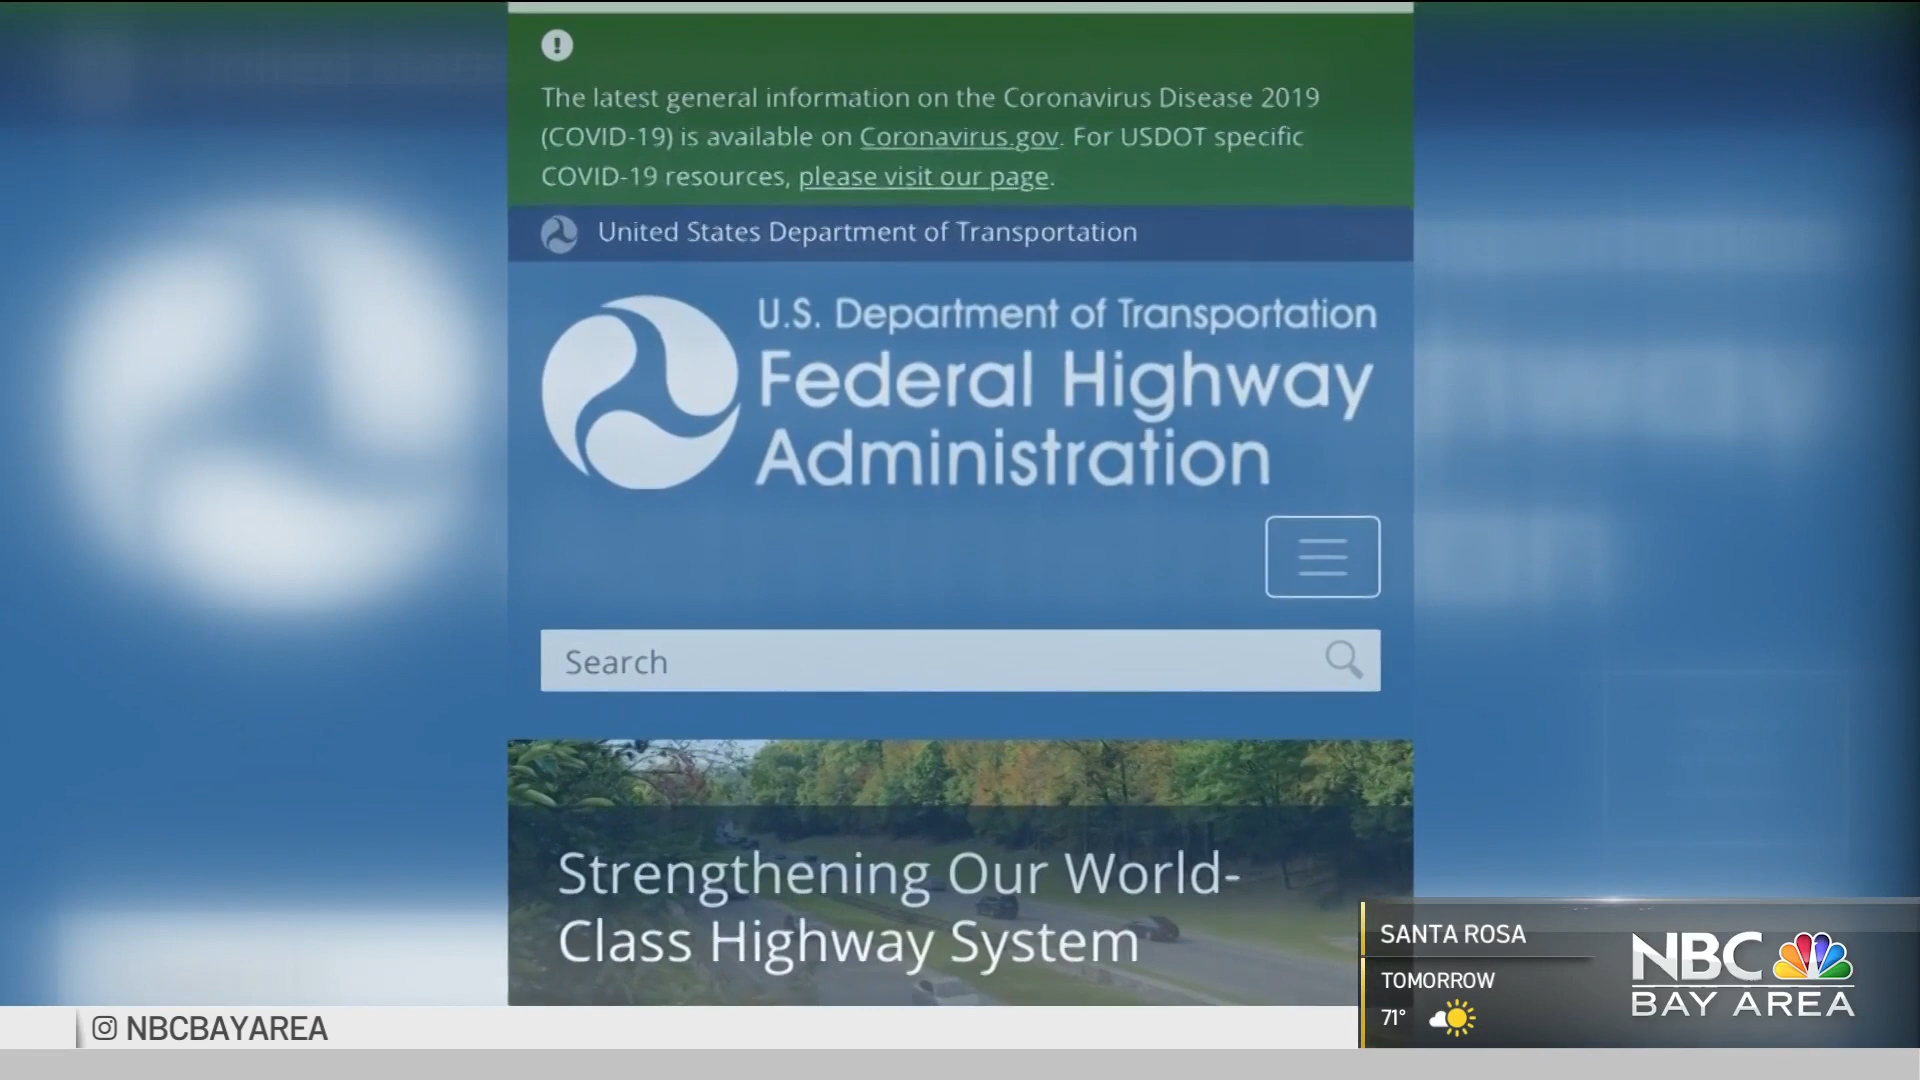 The latest general information on the Coronavirus Disease 2019
(COVID-19) is available on Coronavirus.gov. For USDOT specific
COVID-19 resources, please visit our page.
United States Department of Transportation
U.S. Department of Transportation
Federal Highway
Administration
Search
Strengthening Our World-
Class Highway System
SANTA ROSA
TOMORROW
71°
NBC
BAY AREA
NBCBAYAREA